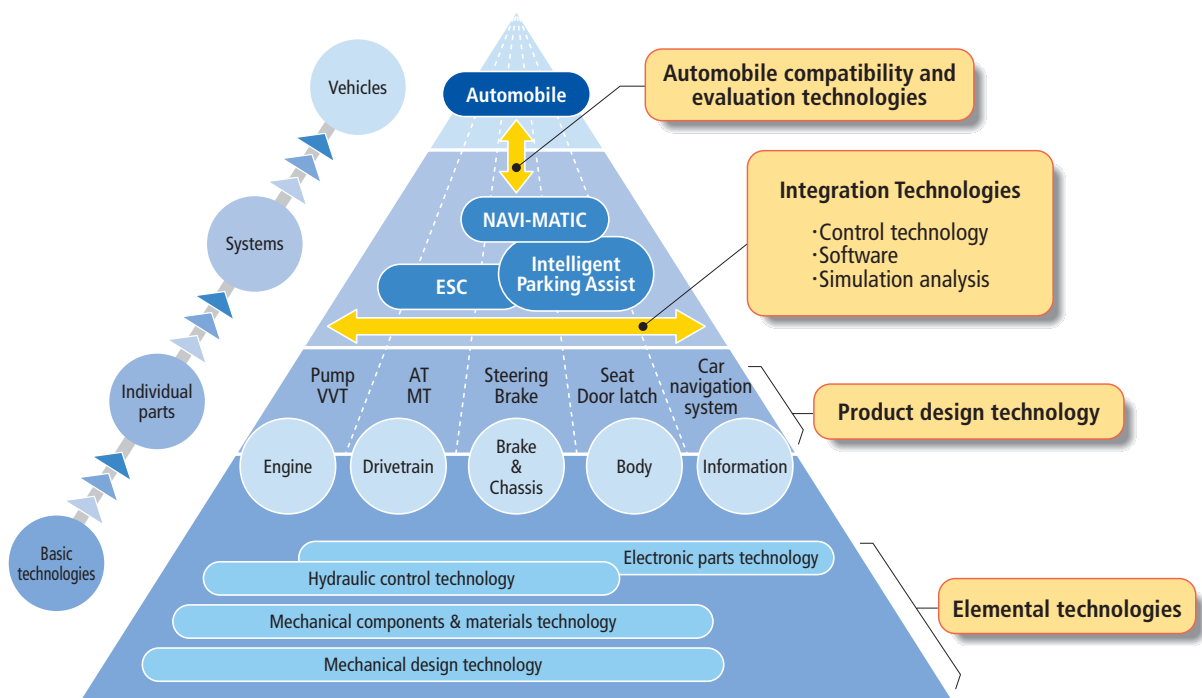 Vehicles
Automobile
Automobile compatibility and
evaluation technologies
Systems
NAVI-MATIC
Intelligent
Parking Assist
ESC
Integration Technologies
・Control technology
・Software
・Simulation analysis
Individual
parts
Pump
VVT
AT
MT
Steering
Brake
Seat
Door latch
Car
navigation
system
Product design technology
Engine
Drivetrain
Brake
&
Chassis
Body
Information
Basic
technologies
Electronic parts technology
Hydraulic control technology
Mechanical components & materials technology
Mechanical design technology
Elemental technologies